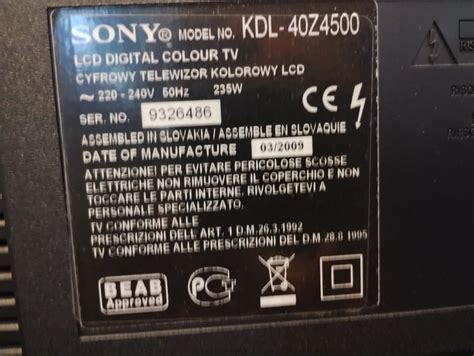 SONY® MODEL NO. KDL-40Z4500
LCD DIGITAL COLOUR TV
CYFROWY TELEWIZOR KOLOROWY LCD
~ 220 - 240V 50Hz 235W
SER. NO. 9326486
CE
ASSEMBLED IN SLOVAKIA / ASSEMBLE EN SLOVAQUIE
DATE OF MANUFACTURE 03/2009
ATTENZIONE! PER EVITARE PERICOLOSE SCOSSE
ELETTRICHE NON RIMUOVERE IL COPERCHIO E NON
TOCCARE LE PARTI INTERNE. RIVOLGETEVI A
PERSONALE SPECIALIZZATO.
TV CONFORME ALLE
PRESCRIZIONI DELL'ART. 1 D.M.26.3.1992
TV CONFORME ALLE PRESCRIZIONI DEL D.M.28.8 1995
BEAB
Approved